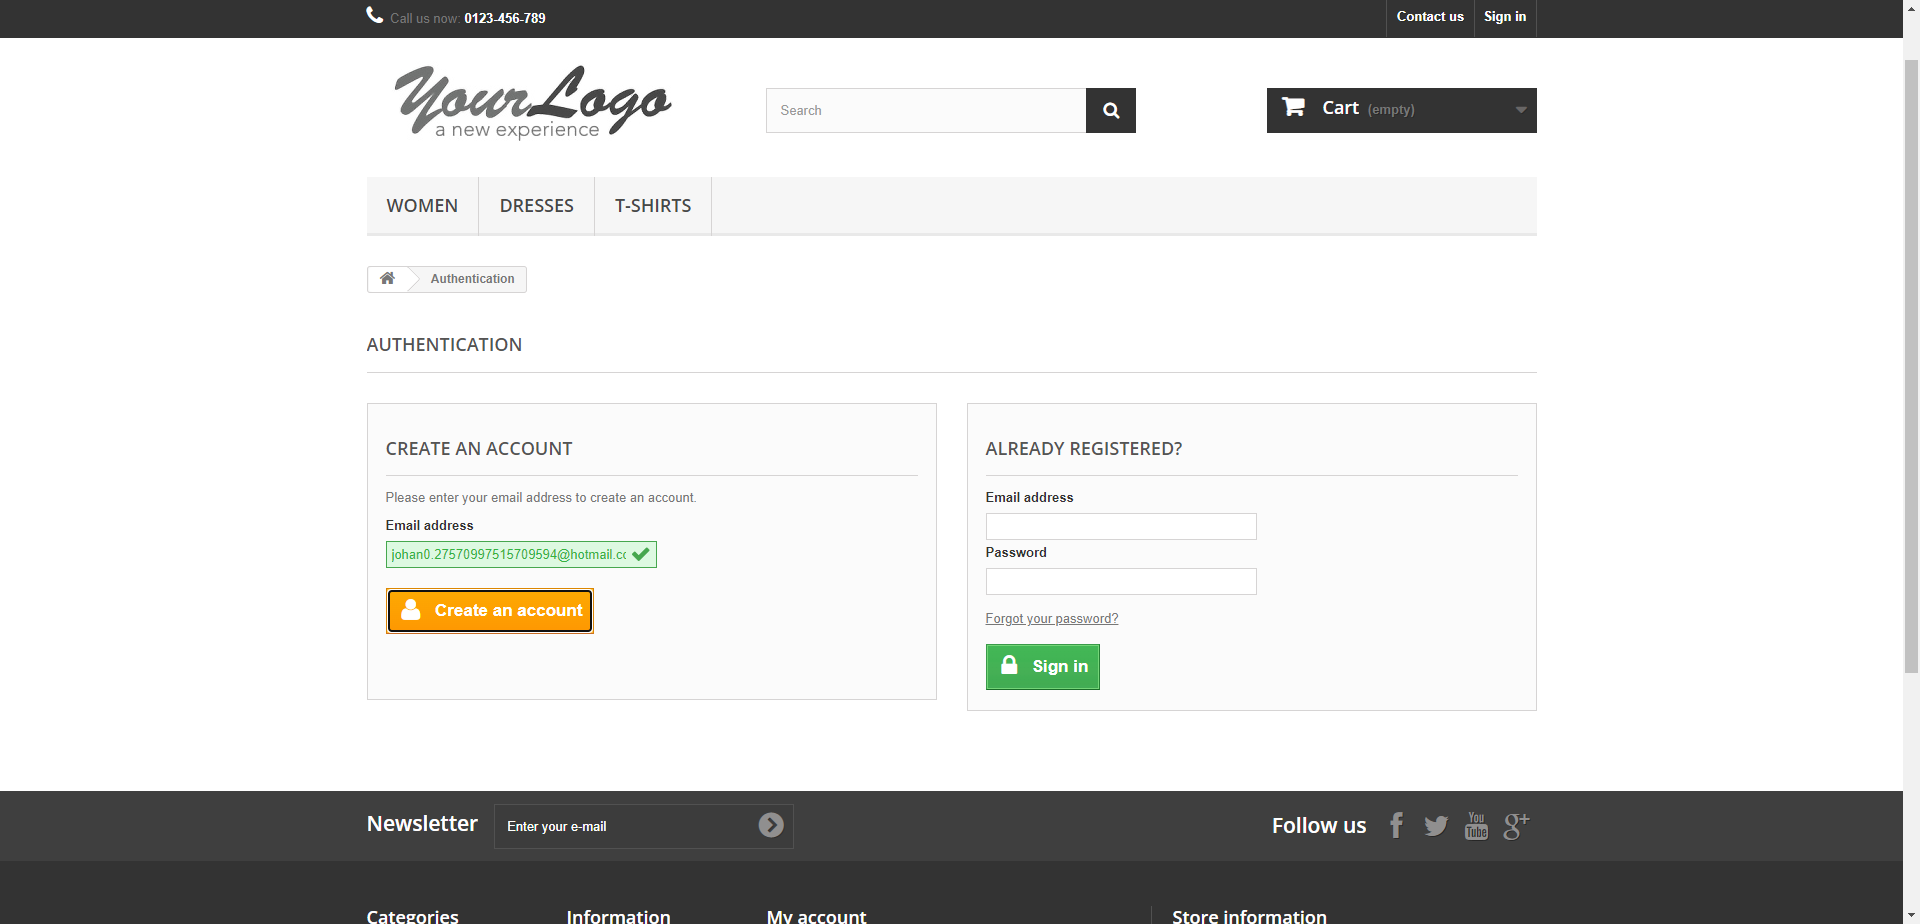 Call us now: 0123-456-789
Contact us
Sign in
Your Logo
a new experience
Search
Cart (empty)
WOMEN
DRESSES
T-SHIRTS
Authentication
AUTHENTICATION
CREATE AN ACCOUNT
Please enter your email address to create an account.
Email address
johan0.27570997515709594@hotmail.cc
Create an account
ALREADY REGISTERED?
Email address
Password
Forgot your password?
Sign in
Newsletter
Enter your e-mail
Follow us
You
Tube
g+
Categories
Information
My account
Store information